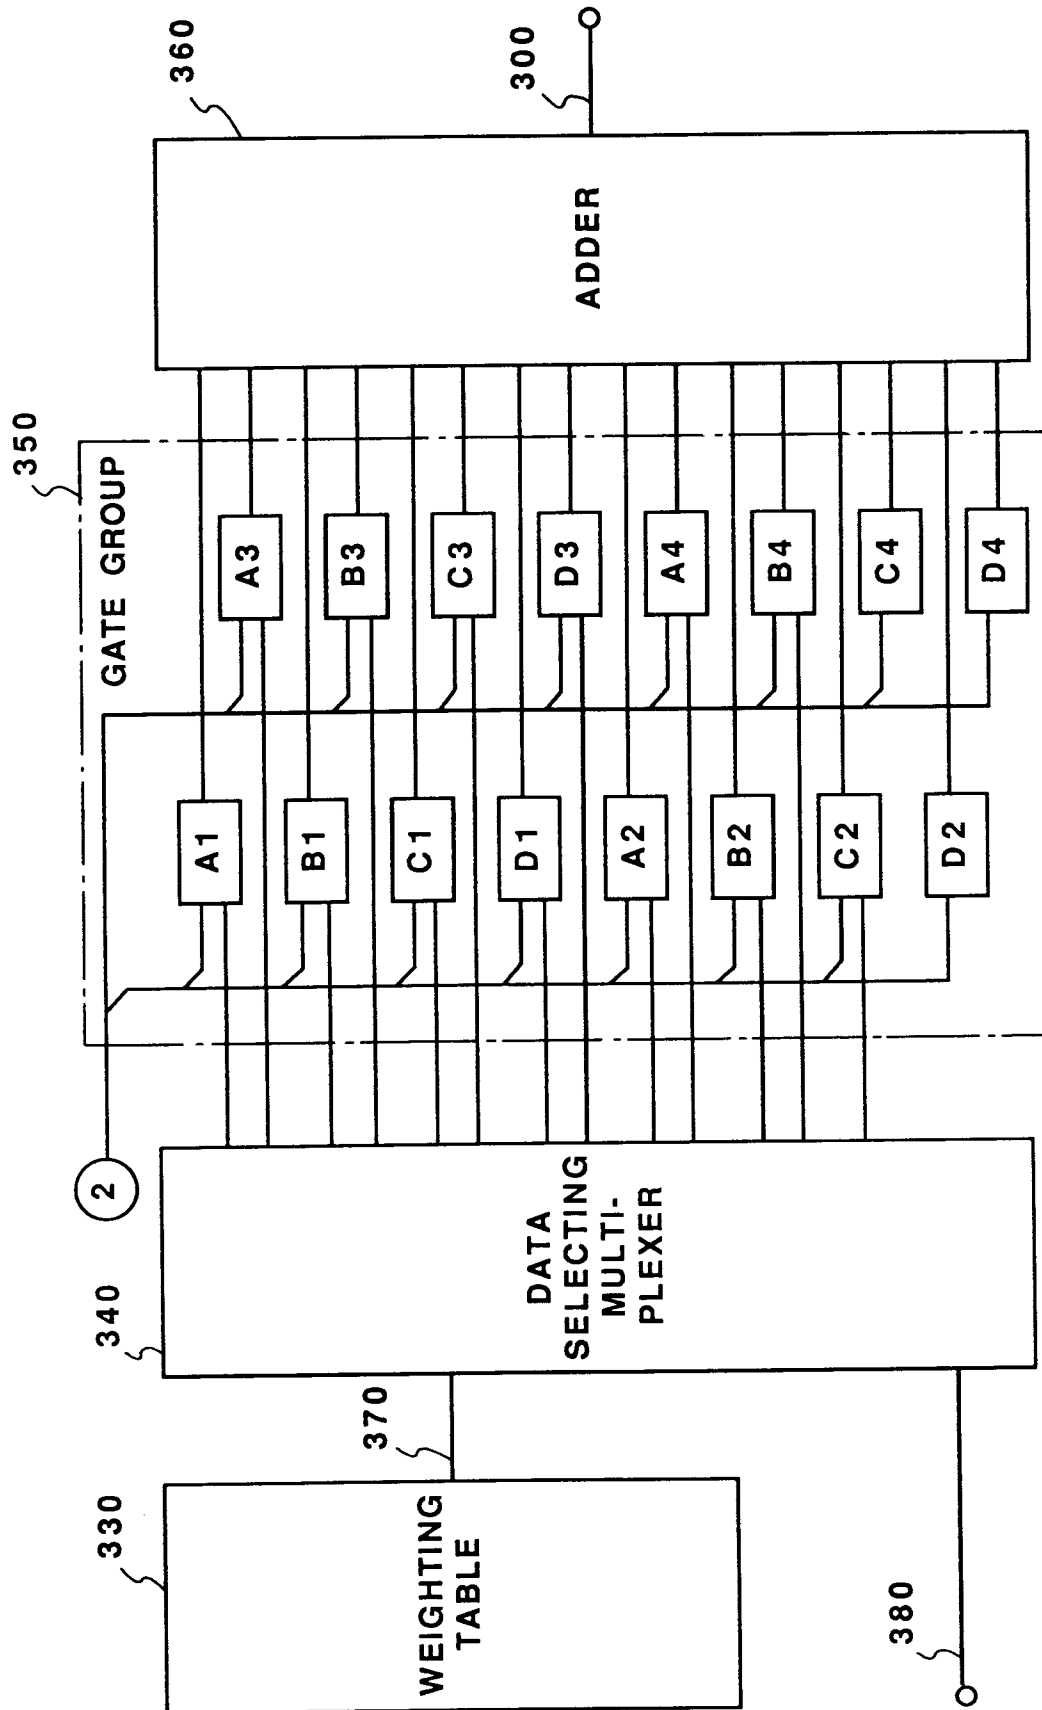 330
WEIGHTING
TABLE
370
380
340
DATA
SELECTING
MULTI-
PLEXER
2
350
GATE GROUP
A1
B1
C1
D1
A2
B2
C2
D2
A3
B3
C3
D3
A4
B4
C4
D4
360
ADDER
300